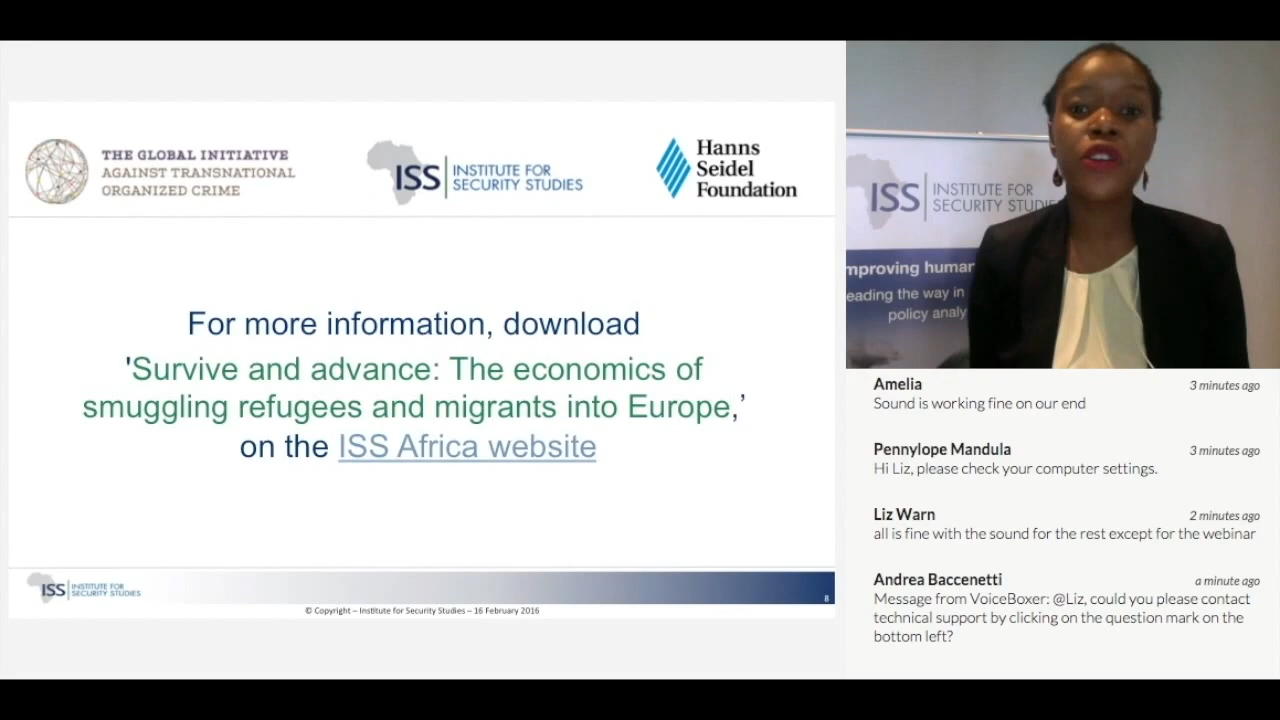 THE GLOBAL INITIATIVE
AGAINST TRANSNATIONAL
ORGANIZED CRIME
ISS
INSTITUTE FOR
SECURITY STUDIES
Hanns
Seidel
Foundation
For more information, download
'Survive and advance: The economics of
smuggling refugees and migrants into Europe,’
on the ISS Africa website
ISS
INSTITUTE FOR
SECURITY STUDIES
8
© Copyright – Institute for Security Studies – 16 February 2016
ISS
INSTITUTE FOR
SECURITY STUDIE
mproving human
eading the way in
policy analy
Amelia 3 minutes ago
Sound is working fine on our end
Pennylope Mandula 3 minutes ago
Hi Liz, please check your computer settings.
Liz Warn 2 minutes ago
all is fine with the sound for the rest except for the webinar
Andrea Baccenetti a minute ago
Message from VoiceBoxer: @Liz, could you please contact
technical support by clicking on the question mark on the
bottom left?